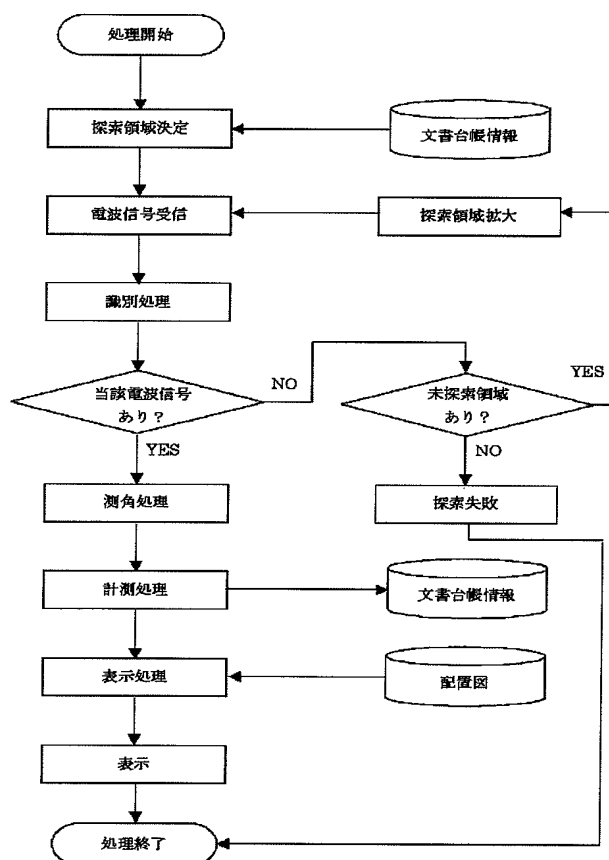 処理開始
探索領域決定
文書台帳情報
電波信号受信
探索領域拡大
識別処理
当該電波信号
あり？
NO
YES
未探索領域
あり？
YES
NO
測角処理
探索失敗
計測処理
文書台帳情報
表示処理
配置図
表示
処理終了